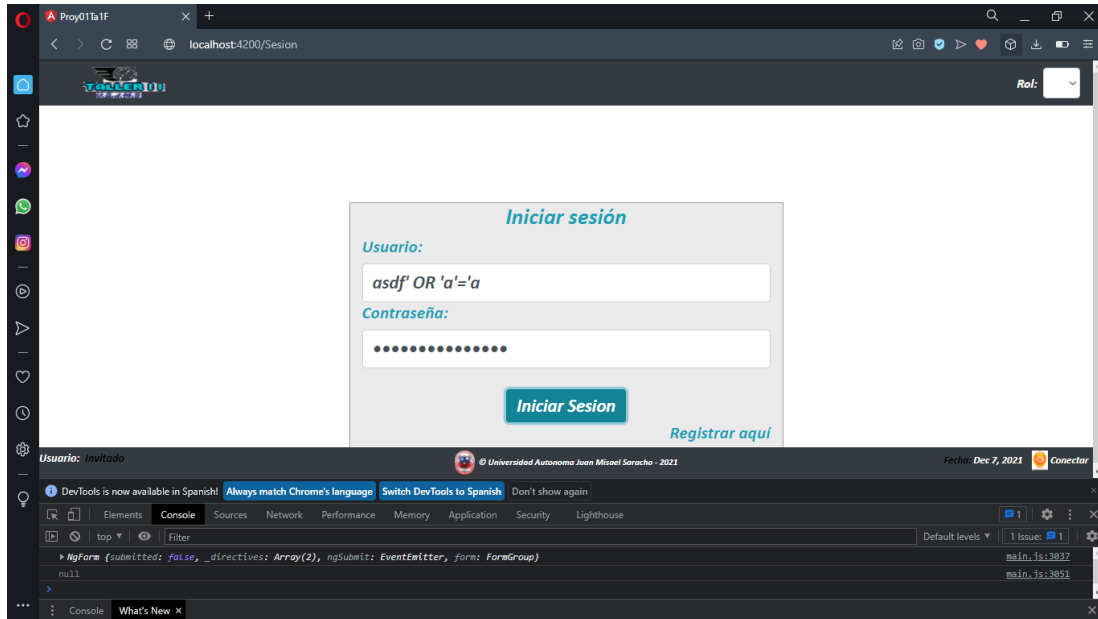 Proy01Ta1F
localhost:4200/Sesion
TALLER
Rol:
Iniciar sesión
Usuario:
asdf' OR 'a'='a
Contraseña:
Iniciar Sesion
Registrar aquí
Usuario: Invitado
© Universidad Autonoma Juan Misael Saracho - 2021
Fecha: Dec 7, 2021 Conectar
DevTools is now available in Spanish! Always match Chrome's language Switch DevTools to Spanish Don't show again
Elements Console Sources Network Performance Memory Application Security Lighthouse 1
top Filter Default levels 1 Issue: 1
NgForm {submitted: false, _directives: Array(2), ngSubmit: EventEmitter, form: FormGroup} main.js:3037
null main.js:3051
Console What's New